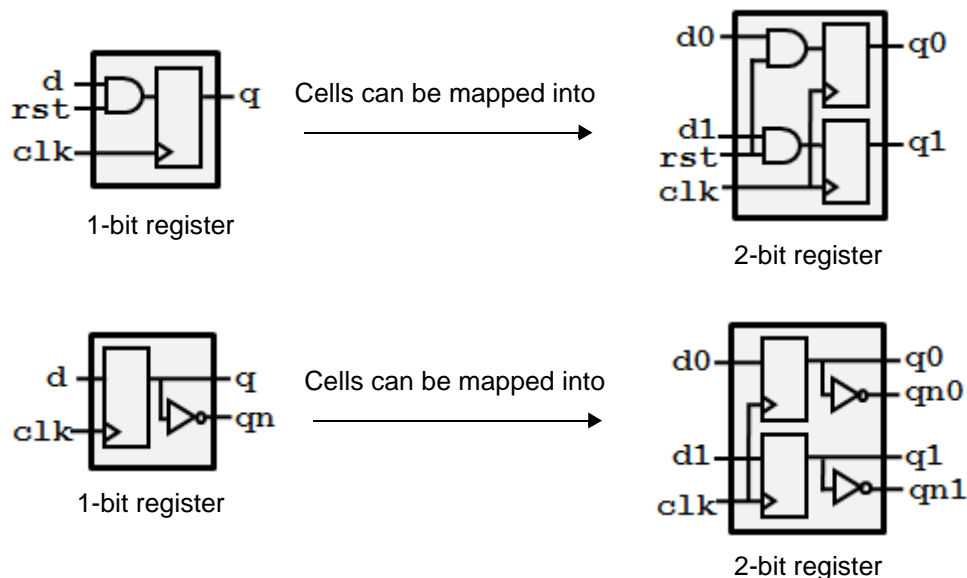 d
rst
clk
q
1-bit register
Cells can be mapped into
d0
d1
rst
clk
q0
q1
2-bit register
d
clk
q
qn
1-bit register
Cells can be mapped into
d0
d1
clk
q0
qn0
q1
qn1
2-bit register